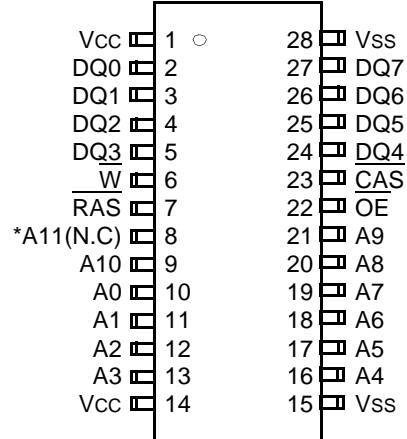 Vcc 1 28 Vss
DQ0 2 27 DQ7
DQ1 3 26 DQ6
DQ2 4 25 DQ5
DQ3 5 24 DQ4
W 6 23 CAS
RAS 7 22 OE
*A11(N.C) 8 21 A9
A10 9 20 A8
A0 10 19 A7
A1 11 18 A6
A2 12 17 A5
A3 13 16 A4
Vcc 14 15 Vss